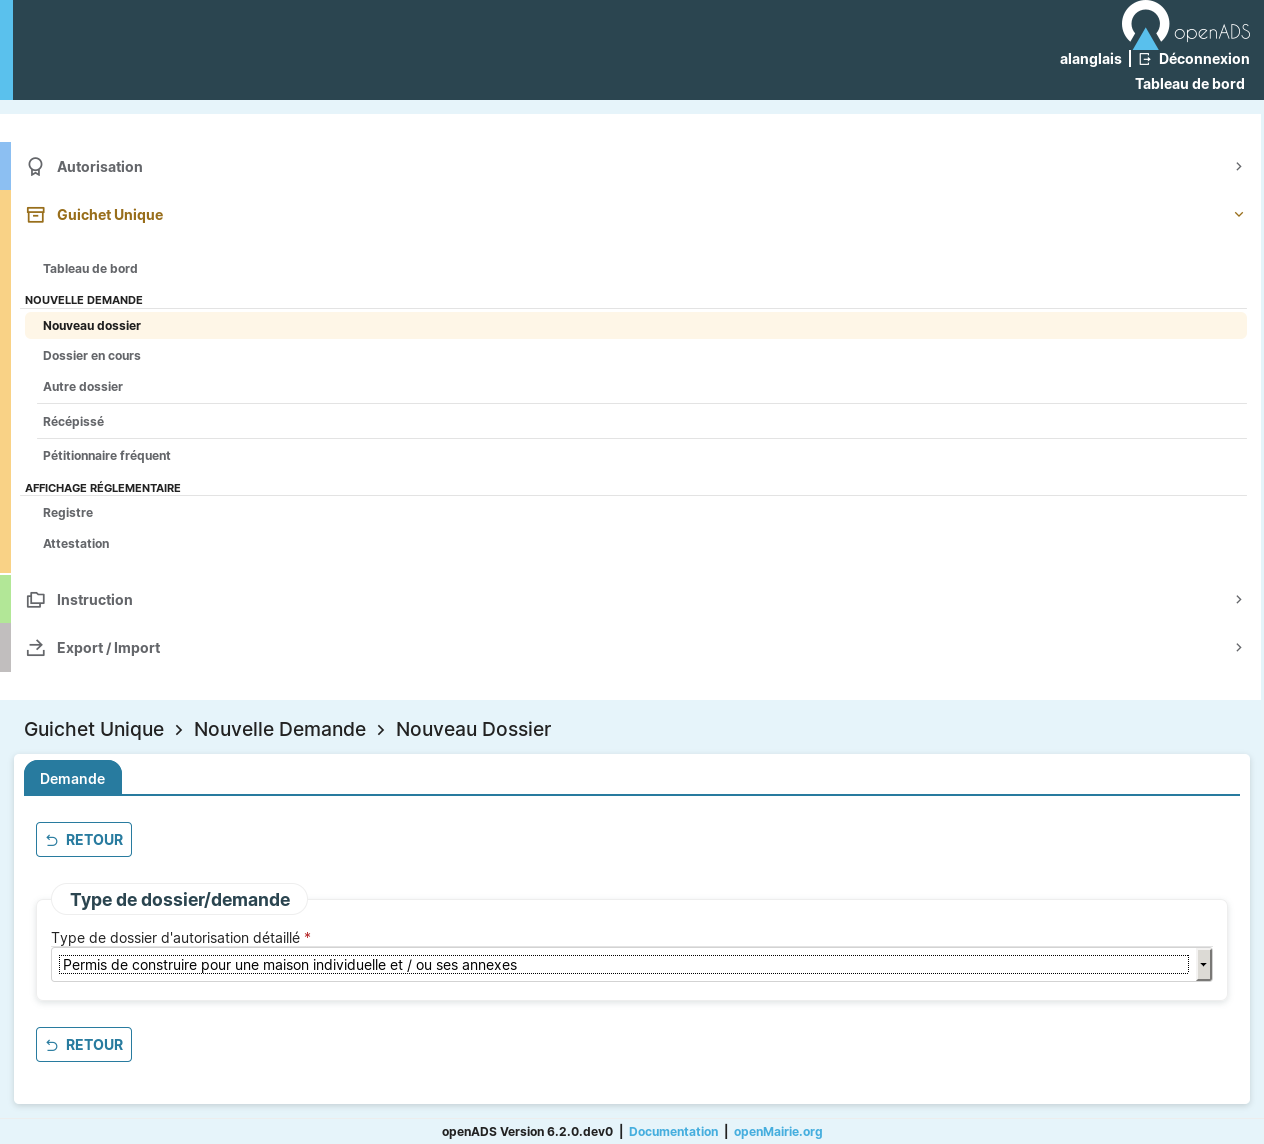 openADS
alanglais | Déconnexion
Tableau de bord
Autorisation
Guichet Unique
Tableau de bord
NOUVELLE DEMANDE
Nouveau dossier
Dossier en cours
Autre dossier
Récépissé
Pétitionnaire fréquent
AFFICHAGE RÉGLEMENTAIRE
Registre
Attestation
Instruction
Export / Import
Guichet Unique > Nouvelle Demande > Nouveau Dossier
Demande
RETOUR
Type de dossier/demande
Type de dossier d'autorisation détaillé *
Permis de construire pour une maison individuelle et / ou ses annexes
RETOUR
openADS Version 6.2.0.dev0 | Documentation | openMairie.org